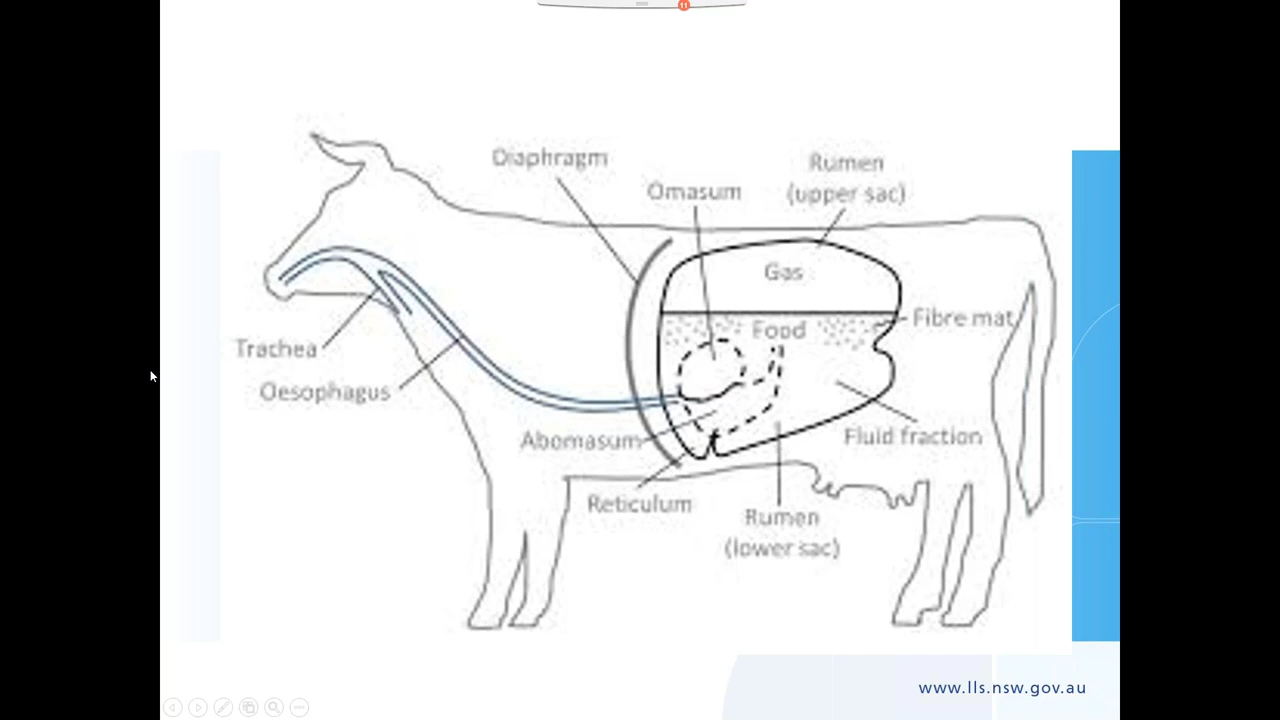 11
Diaphragm
Omasum
Rumen
(upper sac)
Gas
Food
Fibre mat
Trachea
Oesophagus
Abomasum
Fluid fraction
Reticulum
Rumen
(lower sac)
www.lls.nsw.gov.au